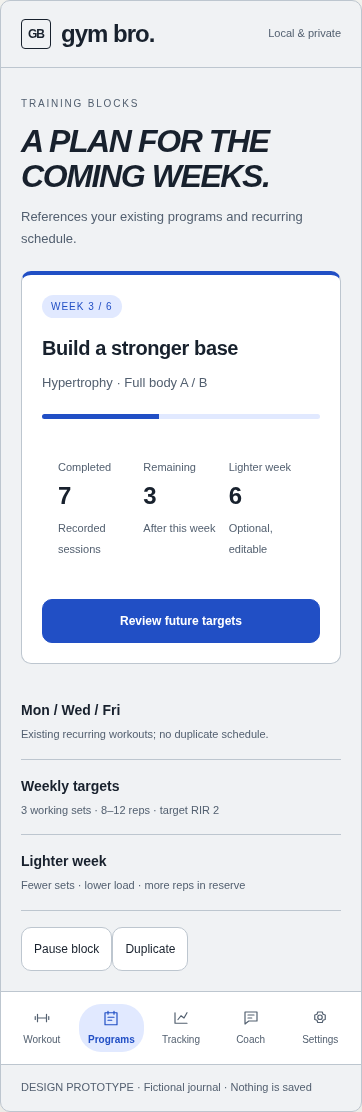 GB gym bro. Local & private
TRAINING BLOCKS
A PLAN FOR THE
COMING WEEKS.
References your existing programs and recurring
schedule.
WEEK 3 / 6
Build a stronger base
Hypertrophy · Full body A / B
Completed Remaining Lighter week
7 3 6
Recorded After this week Optional,
sessions editable
Review future targets
Mon / Wed / Fri
Existing recurring workouts; no duplicate schedule.
Weekly targets
3 working sets · 8–12 reps · target RIR 2
Lighter week
Fewer sets · lower load · more reps in reserve
Pause block Duplicate
Workout Programs Tracking Coach Settings
DESIGN PROTOTYPE · Fictional journal · Nothing is saved